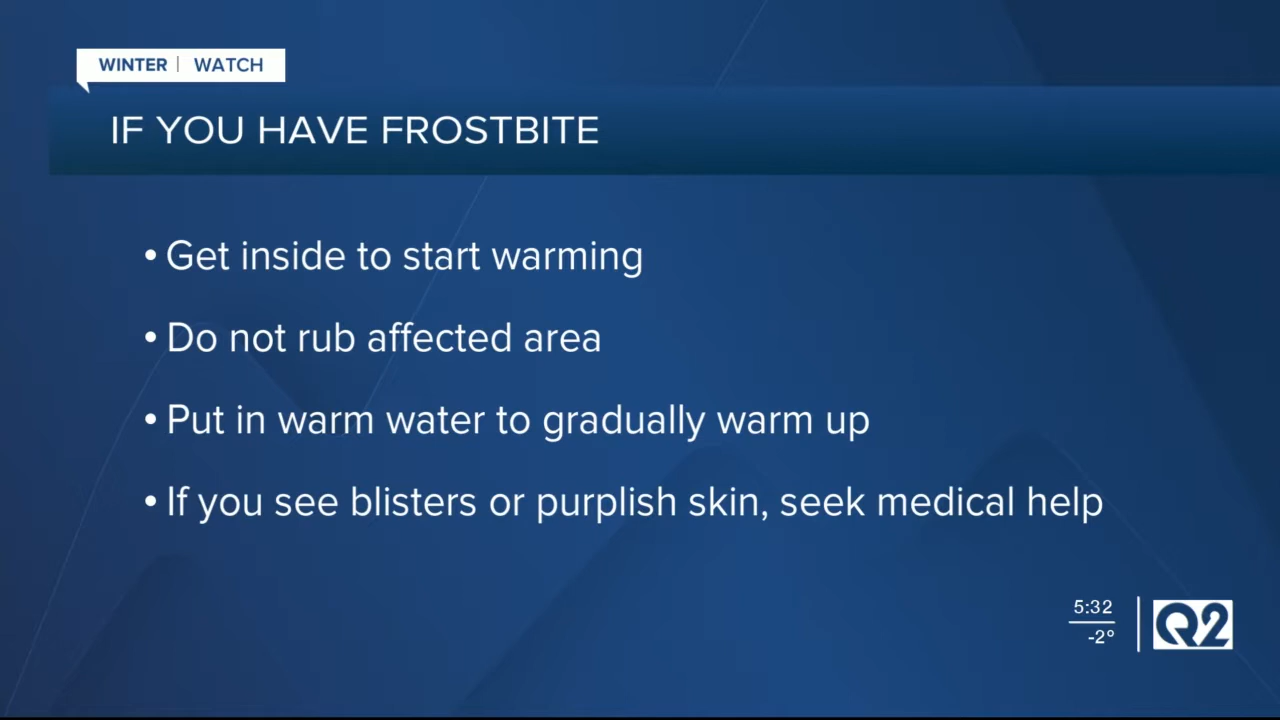 WINTER | WATCH
IF YOU HAVE FROSTBITE
• Get inside to start warming
• Do not rub affected area
• Put in warm water to gradually warm up
• If you see blisters or purplish skin, seek medical help
5:32
-2°
Q2